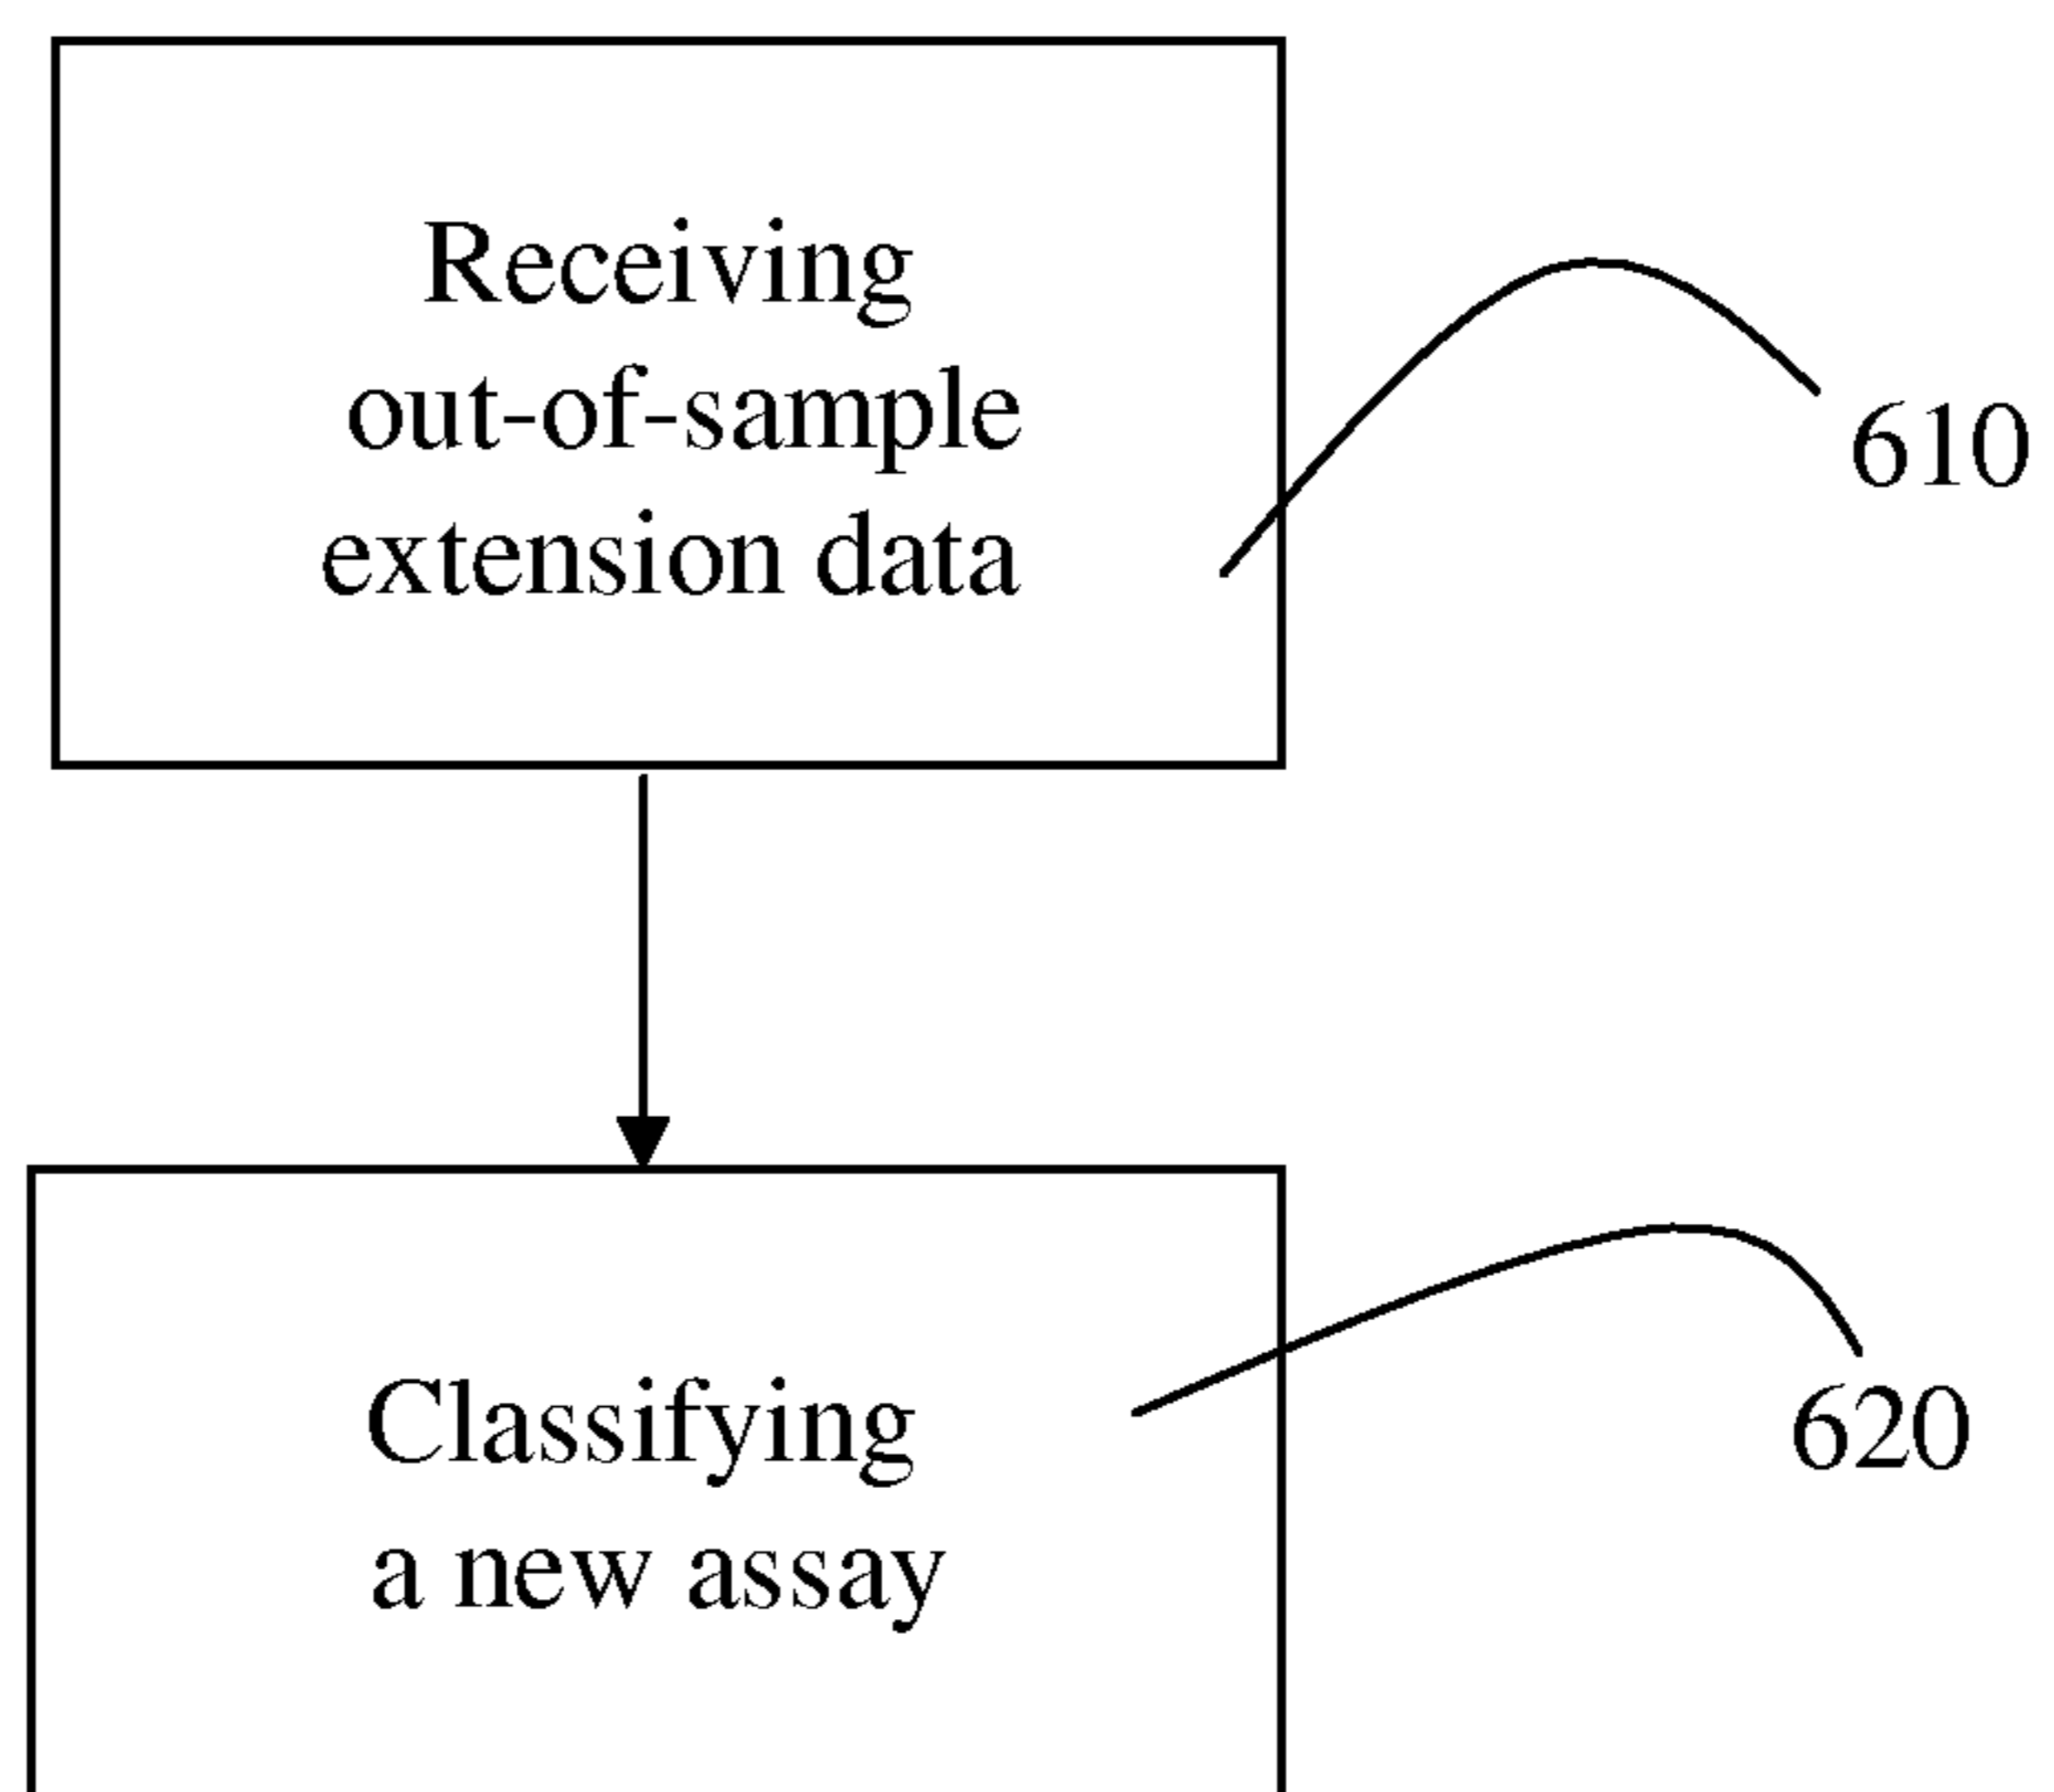 Receiving
out-of-sample
extension data
610
Classifying
a new assay
620